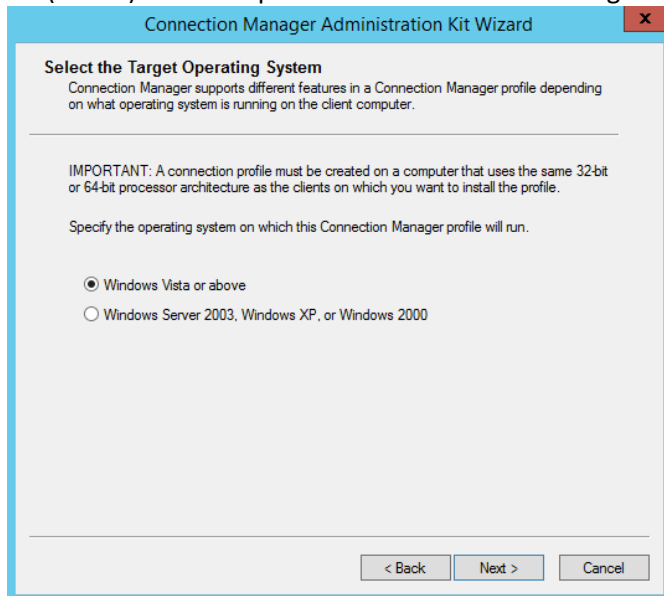 Connection Manager Administration Kit Wizard
x
Select the Target Operating System
Connection Manager supports different features in a Connection Manager profile depending
on what operating system is running on the client computer.
IMPORTANT: A connection profile must be created on a computer that uses the same 32-bit
or 64-bit processor architecture as the clients on which you want to install the profile.
Specify the operating system on which this Connection Manager profile will run.
Windows Vista or above
Windows Server 2003, Windows XP, or Windows 2000
< Back Next > Cancel